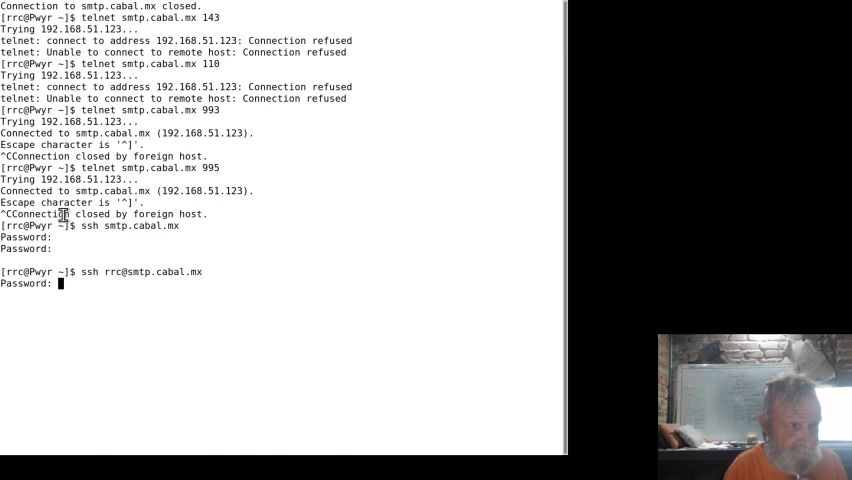 Connection to smtp.cabal.mx closed.
[rrc@Pwyr ~]$ telnet smtp.cabal.mx 143
Trying 192.168.51.123...
telnet: connect to address 192.168.51.123: Connection refused
telnet: Unable to connect to remote host: Connection refused
[rrc@Pwyr ~]$ telnet smtp.cabal.mx 110
Trying 192.168.51.123...
telnet: connect to address 192.168.51.123: Connection refused
telnet: Unable to connect to remote host: Connection refused
[rrc@Pwyr ~]$ telnet smtp.cabal.mx 993
Trying 192.168.51.123...
Connected to smtp.cabal.mx (192.168.51.123).
Escape character is '^]'.
^CConnection closed by foreign host.
[rrc@Pwyr ~]$ telnet smtp.cabal.mx 995
Trying 192.168.51.123...
Connected to smtp.cabal.mx (192.168.51.123).
Escape character is '^]'.
^CConnection closed by foreign host.
[rrc@Pwyr ~]$ ssh smtp.cabal.mx
Password:
Password:
[rrc@Pwyr ~]$ ssh rrc@smtp.cabal.mx
Password: